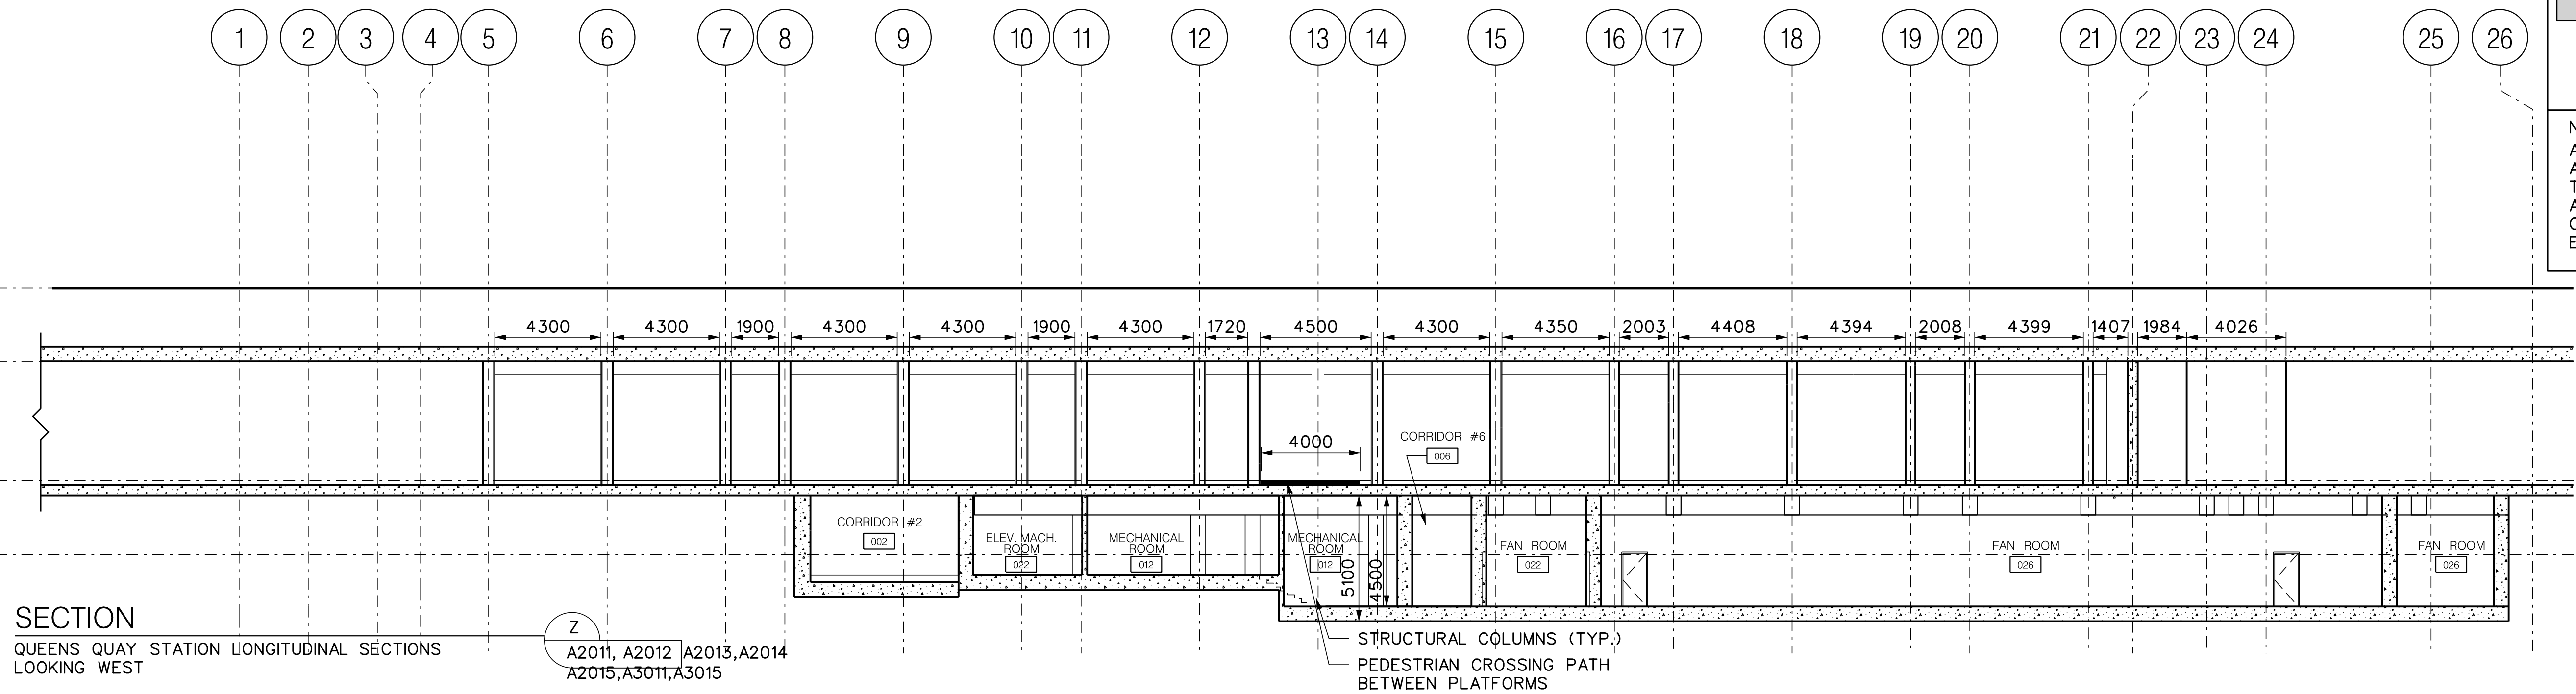 1 2 3 4 5 6 7 8 9 10 11 12 13 14 15 16 17 18 19 20 21 22 23 24 25 26
4300 4300 1900 4300 4300 1900 4300 1720 4500 4300 4350 2003 4408 4394 2008 4399 1407 1984 4026
4000
CORRIDOR #6
006
CORRIDOR #2
002
ELEV. MACH.
ROOM
022
MECHANICAL
ROOM
012
MECHANICAL
ROOM
012
5100
4500
FAN ROOM
022
FAN ROOM
026
FAN ROOM
026
STRUCTURAL COLUMNS (TYP.)
PEDESTRIAN CROSSING PATH
BETWEEN PLATFORMS
SECTION
QUEENS QUAY STATION LONGITUDINAL SECTIONS
LOOKING WEST
Z
A2011, A2012 A2013,A2014
A2015,A3011,A3015